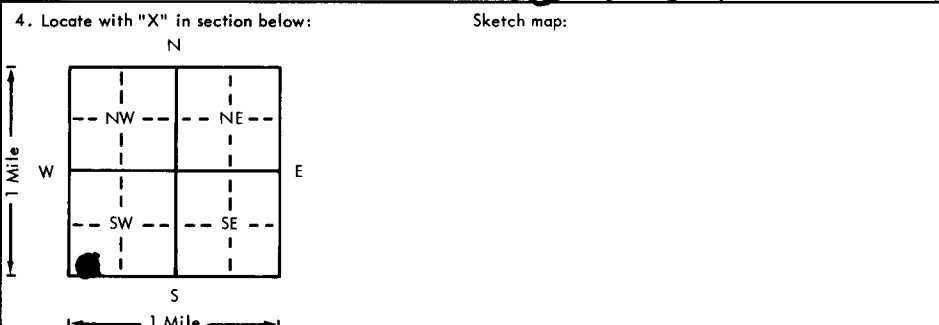 4. Locate with "X" in section below:
Sketch map:
N
NW
NE
1 Mile
W
E
SW
SE
S
1 Mile